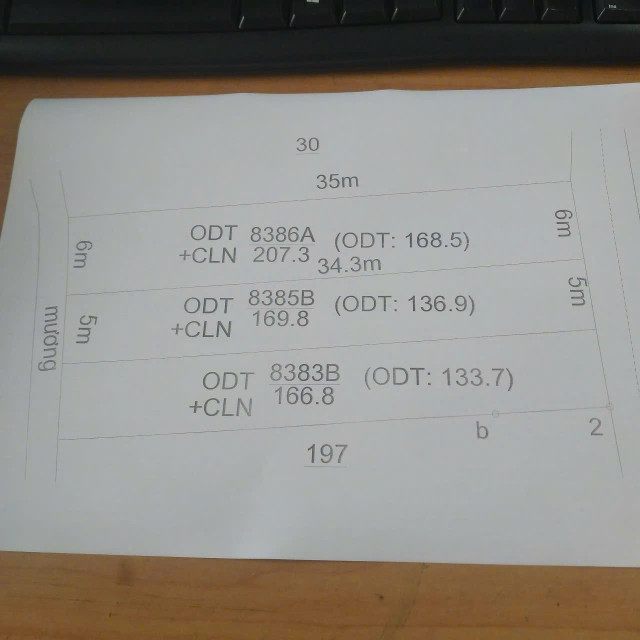 30
35m
6m
6m
ODT 8386A (ODT: 168.5)
+CLN 207.3
34.3m
5m
5m
mương
ODT 8385B (ODT: 136.9)
+CLN 169.8
ODT 8383B (ODT: 133.7)
+CLN 166.8
b
2
197